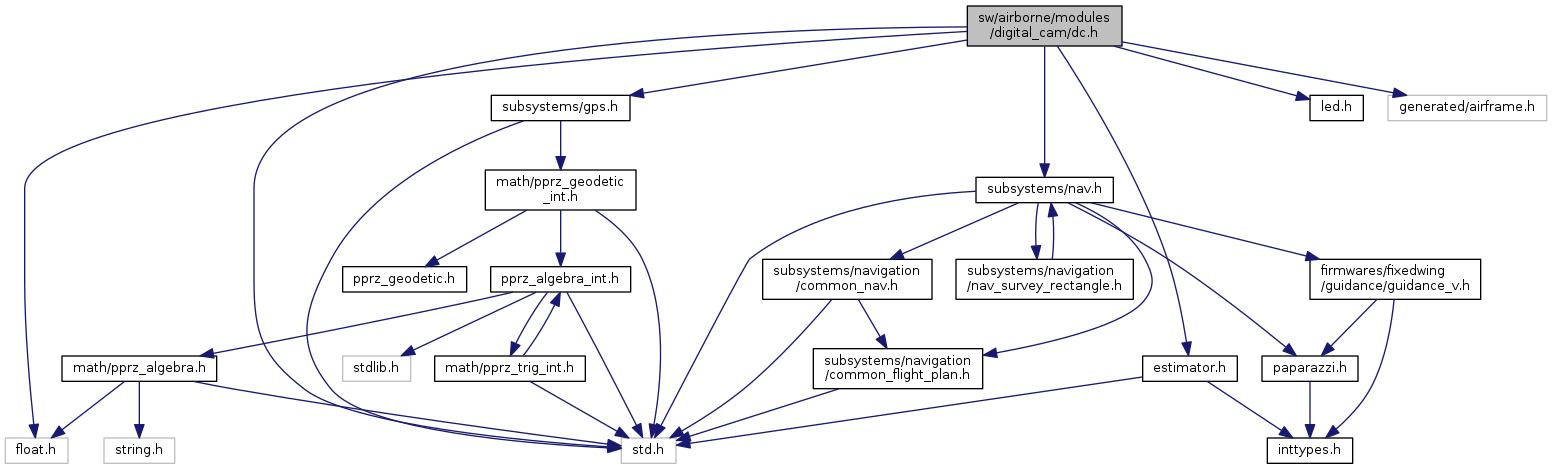 sw/airborne/modules
/digital_cam/dc.h
subsystems/gps.h
led.h
generated/airframe.h
math/pprz_geodetic
_int.h
subsystems/nav.h
pprz_geodetic.h
pprz_algebra_int.h
subsystems/navigation
/common_nav.h
subsystems/navigation
/nav_survey_rectangle.h
firmwares/fixedwing
/guidance/guidance_v.h
math/pprz_algebra.h
stdlib.h
math/pprz_trig_int.h
subsystems/navigation
/common_flight_plan.h
estimator.h
paparazzi.h
float.h
string.h
std.h
inttypes.h